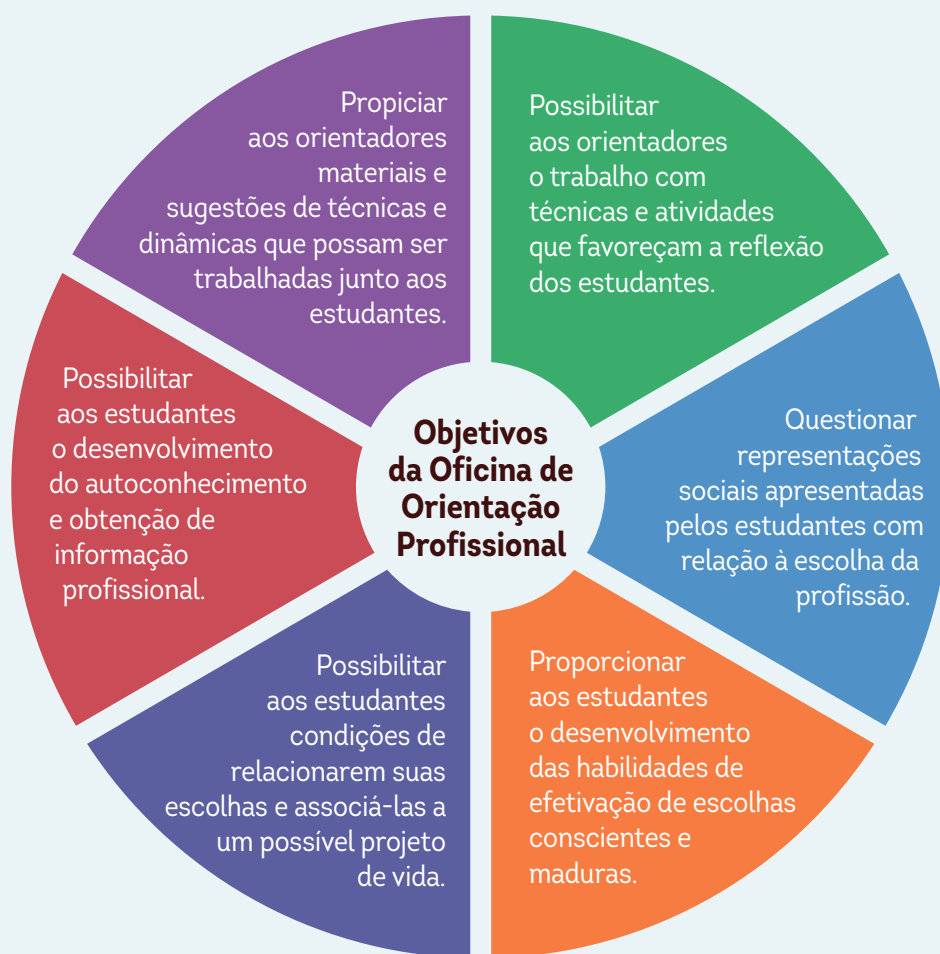 Objetivos
da Oficina de
Orientação
Profissional
Possibilitar
aos orientadores
o trabalho com
técnicas e atividades
que favoreçam a reflexão
dos estudantes.
Questionar
representações
sociais apresentadas
pelos estudantes com
relação à escolha da
profissão.
Proporcionar
aos estudantes
o desenvolvimento
das habilidades de
efetivação de escolhas
conscientes e
maduras.
Possibilitar
aos estudantes
condições de
relacionarem suas
escolhas e associá-las a
um possível projeto
de vida.
Possibilitar
aos estudantes
o desenvolvimento
do autoconhecimento
e obtenção de
informação
profissional.
Propiciar
aos orientadores
materiais e
sugestões de técnicas e
dinâmicas que possam ser
trabalhadas junto aos
estudantes.